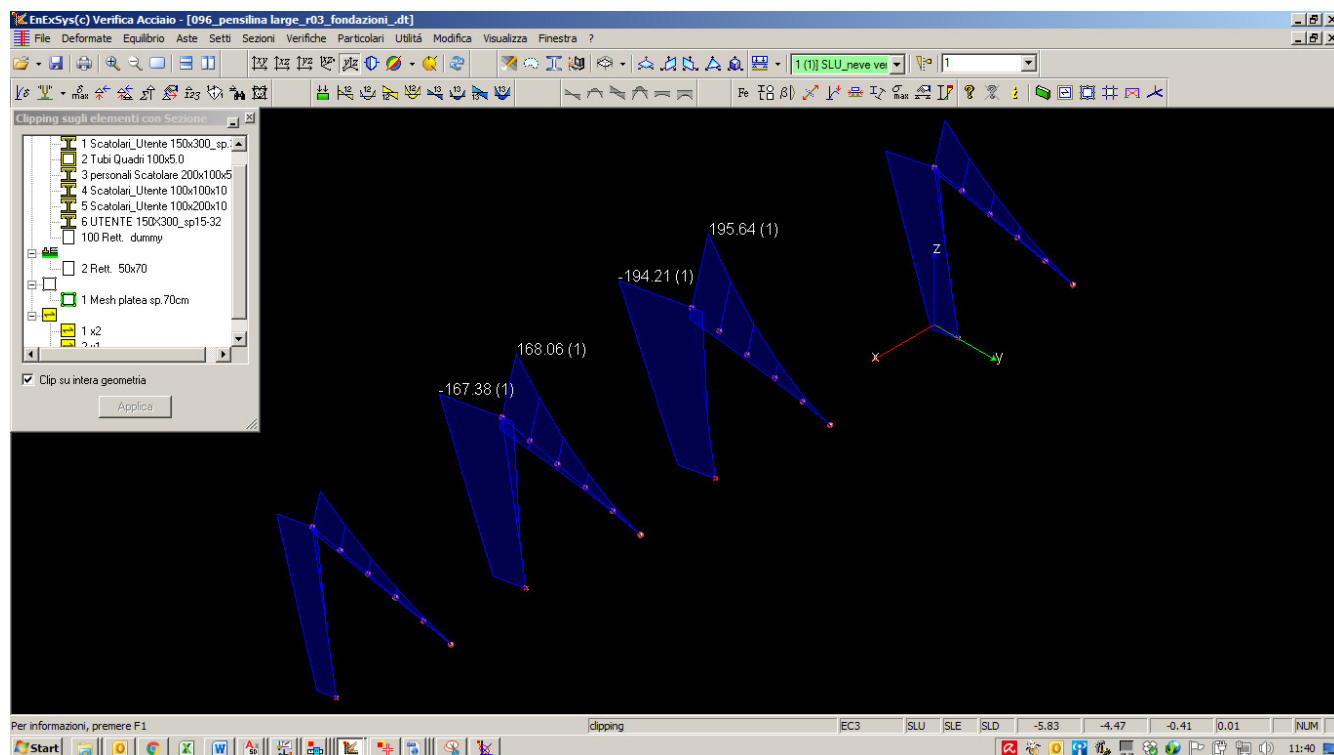 EnExSys(c) Verifica Acciaio - [096_pensilina large_r03_fondazioni_.dt]
File Deformate Equilibrio Aste Setti Sezioni Verifiche Particolari Utilitá Modifica Visualizza Finestra ?
1 (1)] SLU_neve ve 1
Clipping sugli elementi con Sezione
1 Scatolari_Utente 150x300_sp.
2 Tubi Quadri 100x5.0
3 personali Scatolare 200x100x5
4 Scatolari_Utente 100x100x10
5 Scatolari_Utente 100x200x10
6 UTENTE 150X300_sp15-32
100 Rett. dummy
2 Rett. 50x70
1 Mesh platea sp.70cm
1 x2
Clip su intera geometria
Applica
195.64 (1)
-194.21 (1)
168.06 (1)
-167.38 (1)
z
x
y
Per informazioni, premere F1 clipping EC3 SLU SLE SLD -5.83 -4.47 -0.41 0.01 NUM
Start 11:40